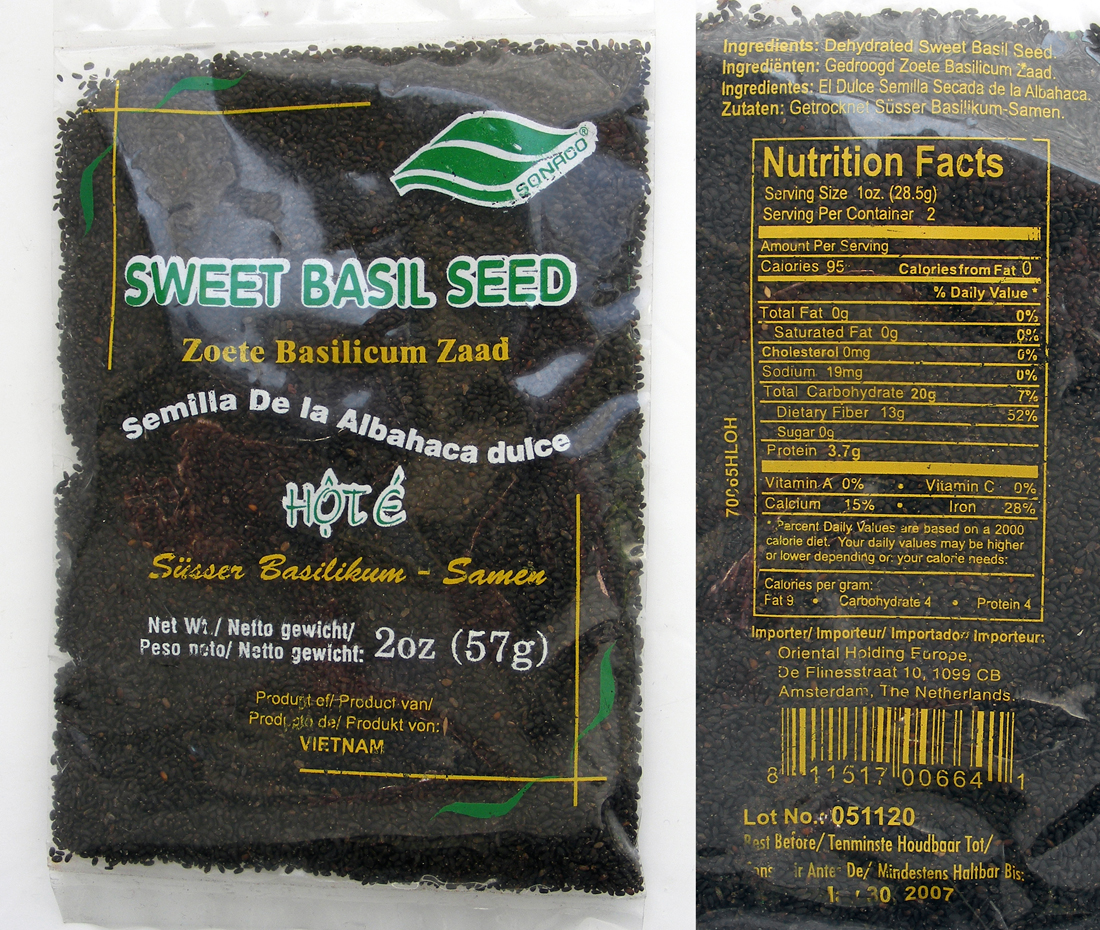 SONACO®
SWEET BASIL SEED
Zoete Basilicum Zaad
Semilla De la Albahaca dulce
HỘT É
Süsser Basilikum - Samen
Net Wt./ Netto gewicht/
Peso neto/ Netto gewicht:
2oz (57g)
Product of/ Product van/
Producto de/ Produkt von:
VIETNAM
Ingredients: Dehydrated Sweet Basil Seed.
Ingrediënten: Gedroogd Zoete Basilicum Zaad.
Ingredientes: El Dulce Semilla Secada de la Albahaca.
Zutaten: Getrocknet Süsser Basilikum-Samen.
Nutrition Facts
Serving Size 1oz. (28.5g)
Serving Per Container 2
Amount Per Serving
Calories 95 Calories from Fat 0
% Daily Value *
Total Fat 0g 0%
Saturated Fat 0g 0%
Cholesterol 0mg 0%
Sodium 19mg 0%
Total Carbohydrate 20g 7%
Dietary Fiber 13g 52%
Sugar 0g
Protein 3.7g
Vitamin A 0% • Vitamin C 0%
Calcium 15% • Iron 28%
* Percent Daily Values are based on a 2000
calorie diet. Your daily values may be higher
or lower depending on your calorie needs:
Calories per gram:
Fat 9 • Carbohydrate 4 • Protein 4
Importer/ Importeur/ Importador/ Importeur:
Oriental Holding Europe,
De Flinesstraat 10, 1099 CB
Amsterdam, The Netherlands.
8 11517 00664 1
Lot No.: 051120
Best Before/ Tenminste Houdbaar Tot/
Ante De/ Mindestens Haltbar Bis:
30 2007